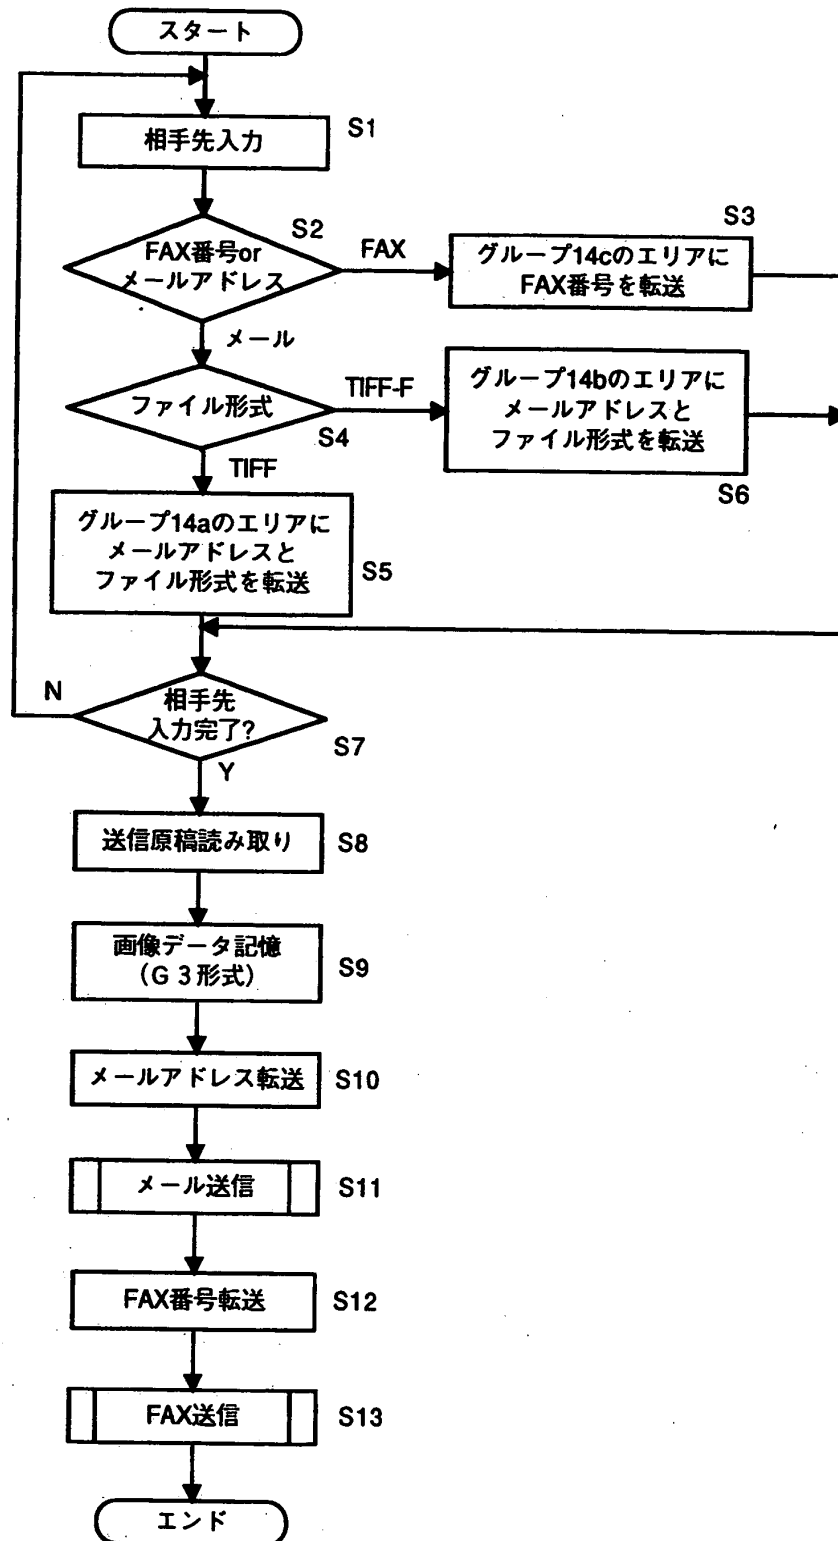 スタート
相手先入力
S1
FAX番号or
メールアドレス
S2
FAX
メール
グループ14cのエリアに
FAX番号を転送
S3
ファイル形式
S4
TIFF-F
TIFF
グループ14bのエリアに
メールアドレスと
ファイル形式を転送
S6
グループ14aのエリアに
メールアドレスと
ファイル形式を転送
S5
相手先
入力完了?
S7
N
Y
送信原稿読み取り
S8
画像データ記憶
(G3形式)
S9
メールアドレス転送
S10
メール送信
S11
FAX番号転送
S12
FAX送信
S13
エンド